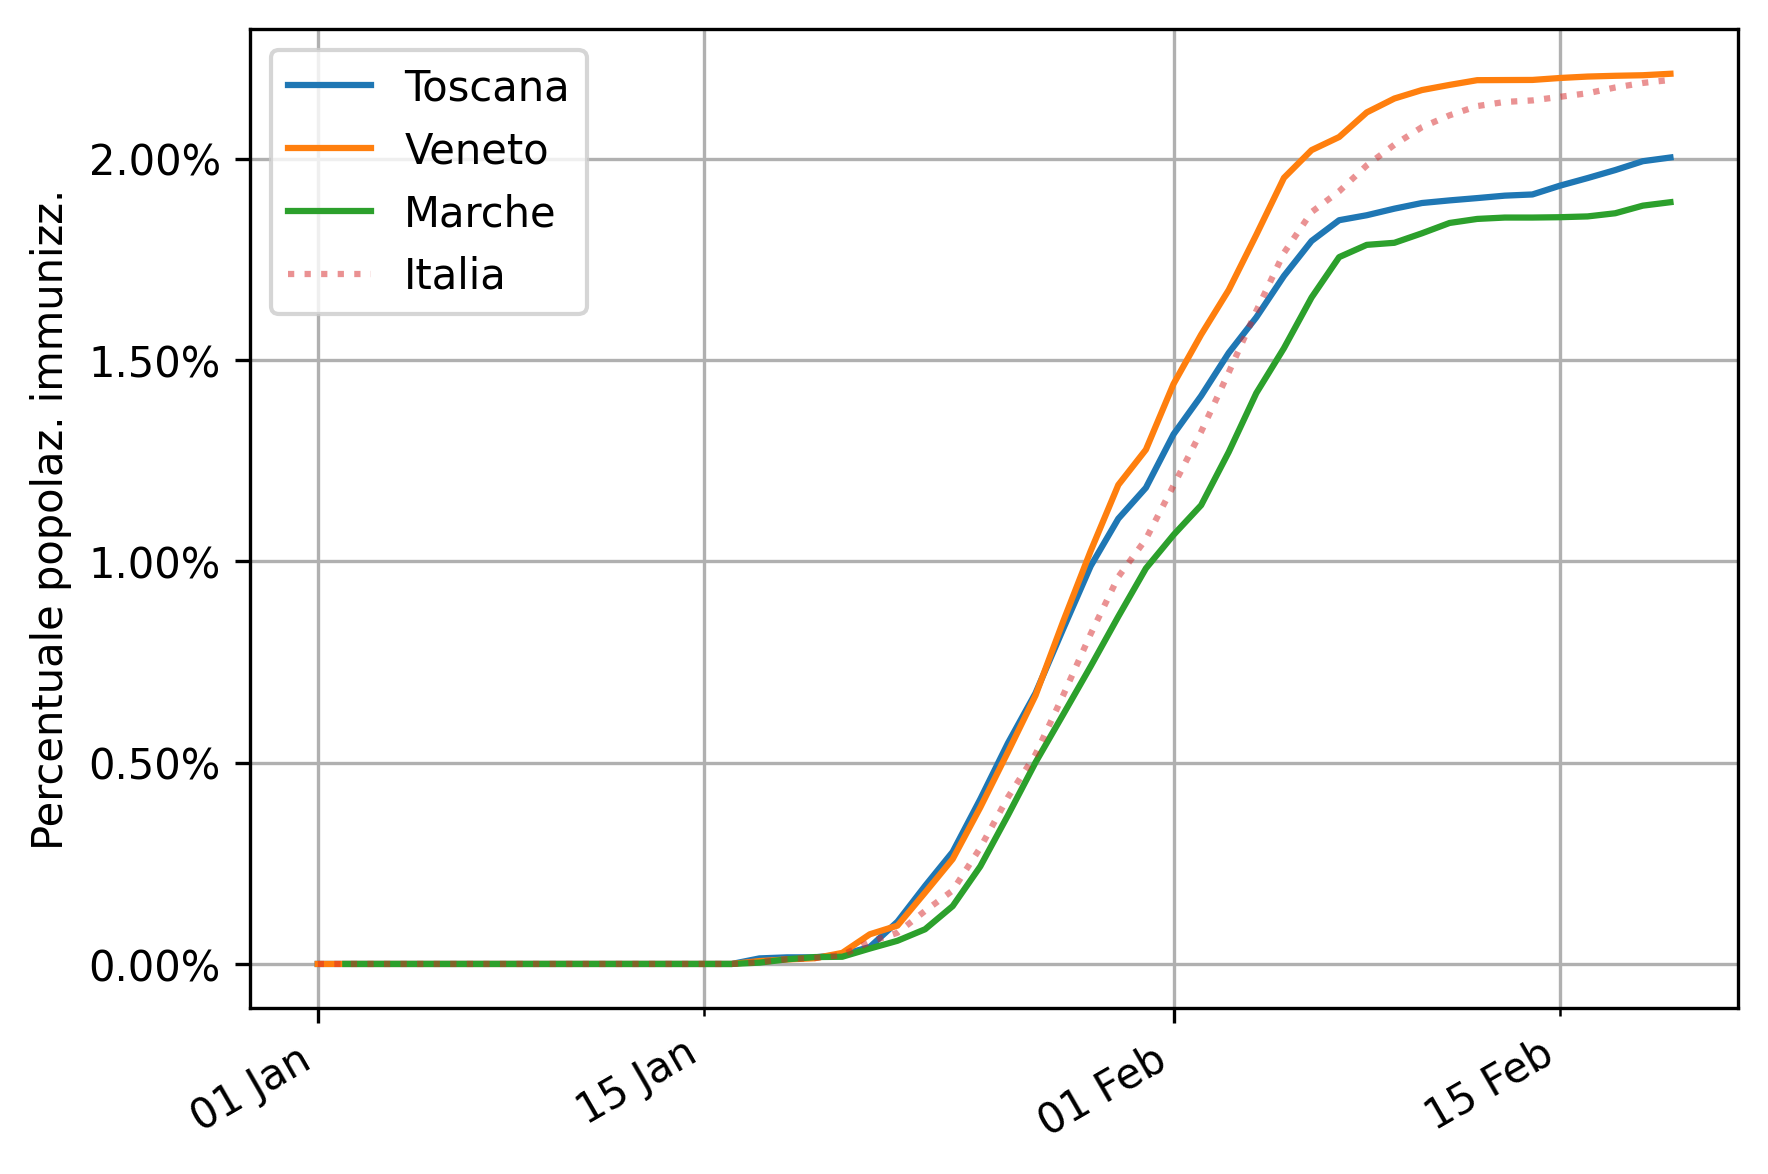 Toscana
Veneto
Marche
Italia
Percentuale popolaz. immunizz.
2.00%
1.50%
1.00%
0.50%
0.00%
01 Jan
15 Jan
01 Feb
15 Feb